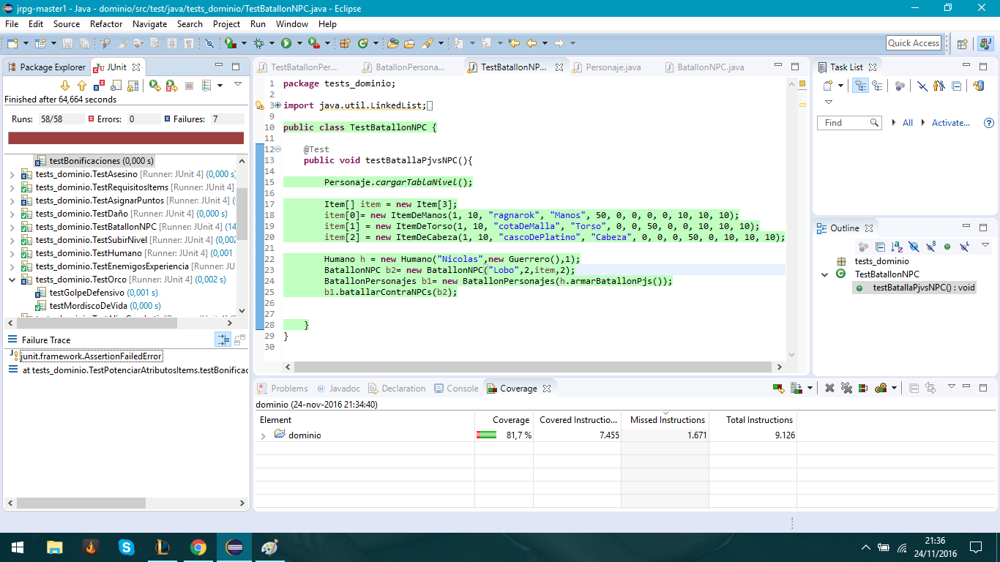 jrpg-master1 - Java - dominio/src/test/java/tests_dominio/TestBatallonNPC.java - Eclipse
File Edit Source Refactor Navigate Search Project Run Window Help
Quick Access
Package Explorer JUnit
Finished after 64,664 seconds
Runs: 58/58 Errors: 0 Failures: 7
testBonificaciones (0,000 s)
tests_dominio.TestAsesino [Runner: JUnit 4] (0,000 s)
tests_dominio.TestRequisitosItems [Runner: JUnit 4]
tests_dominio.TestAsignarPuntos [Runner: JUnit 4] (0,
tests_dominio.TestDaño [Runner: JUnit 4] (0,000 s)
tests_dominio.TestBatallonNPC [Runner: JUnit 4] (14,
tests_dominio.TestSubirNivel [Runner: JUnit 4] (0,002
tests_dominio.TestHumano [Runner: JUnit 4] (0,001
tests_dominio.TestEnemigosExperiencia [Runner: JU
tests_dominio.TestOrco [Runner: JUnit 4] (0,002 s)
testGolpeDefensivo (0,001 s)
testMordiscoDeVida (0,000 s)
Failure Trace
junit.framework.AssertionFailedError
at tests_dominio.TestPotenciarAtributosItems.testBonificac
TestBatallonPer... BatallonPersona... TestBatallonNP... Personaje.java BatallonNPC.java
1 package tests_dominio;
2
3 import java.util.LinkedList;
9
10 public class TestBatallonNPC {
11
12 @Test
13 public void testBatallaPjvsNPC(){
14
15 Personaje.cargarTablaNivel();
16
17 Item[] item = new Item[3];
18 item[0]= new ItemDeManos(1, 10, "ragnarok", "Manos", 50, 0, 0, 0, 0, 10, 10, 10);
19 item[1] = new ItemDeTorso(1, 10, "cotaDeMalla", "Torso", 0, 0, 50, 0, 0, 10, 10, 10);
20 item[2] = new ItemDeCabeza(1, 10, "cascoDePlatino", "Cabeza", 0, 0, 0, 50, 0, 10, 10, 10);
21
22 Humano h = new Humano("Nicolas",new Guerrero(),1);
23 BatallonNPC b2= new BatallonNPC("Lobo",2,item,2);
24 BatallonPersonajes b1= new BatallonPersonajes(h.armarBatallonPjs());
25 b1.batallarContraNPCs(b2);
26
27
28 }
29 }
30
Task List
Find All Activate...
Outline
tests_dominio
TestBatallonNPC
testBatallaPjvsNPC() : void
Problems Javadoc Declaration Console Coverage
dominio (24-nov-2016 21:34:40)
Element Coverage Covered Instructio... Missed Instructions Total Instructions
dominio 81,7 % 7.455 1.671 9.126
21:36
24/11/2016